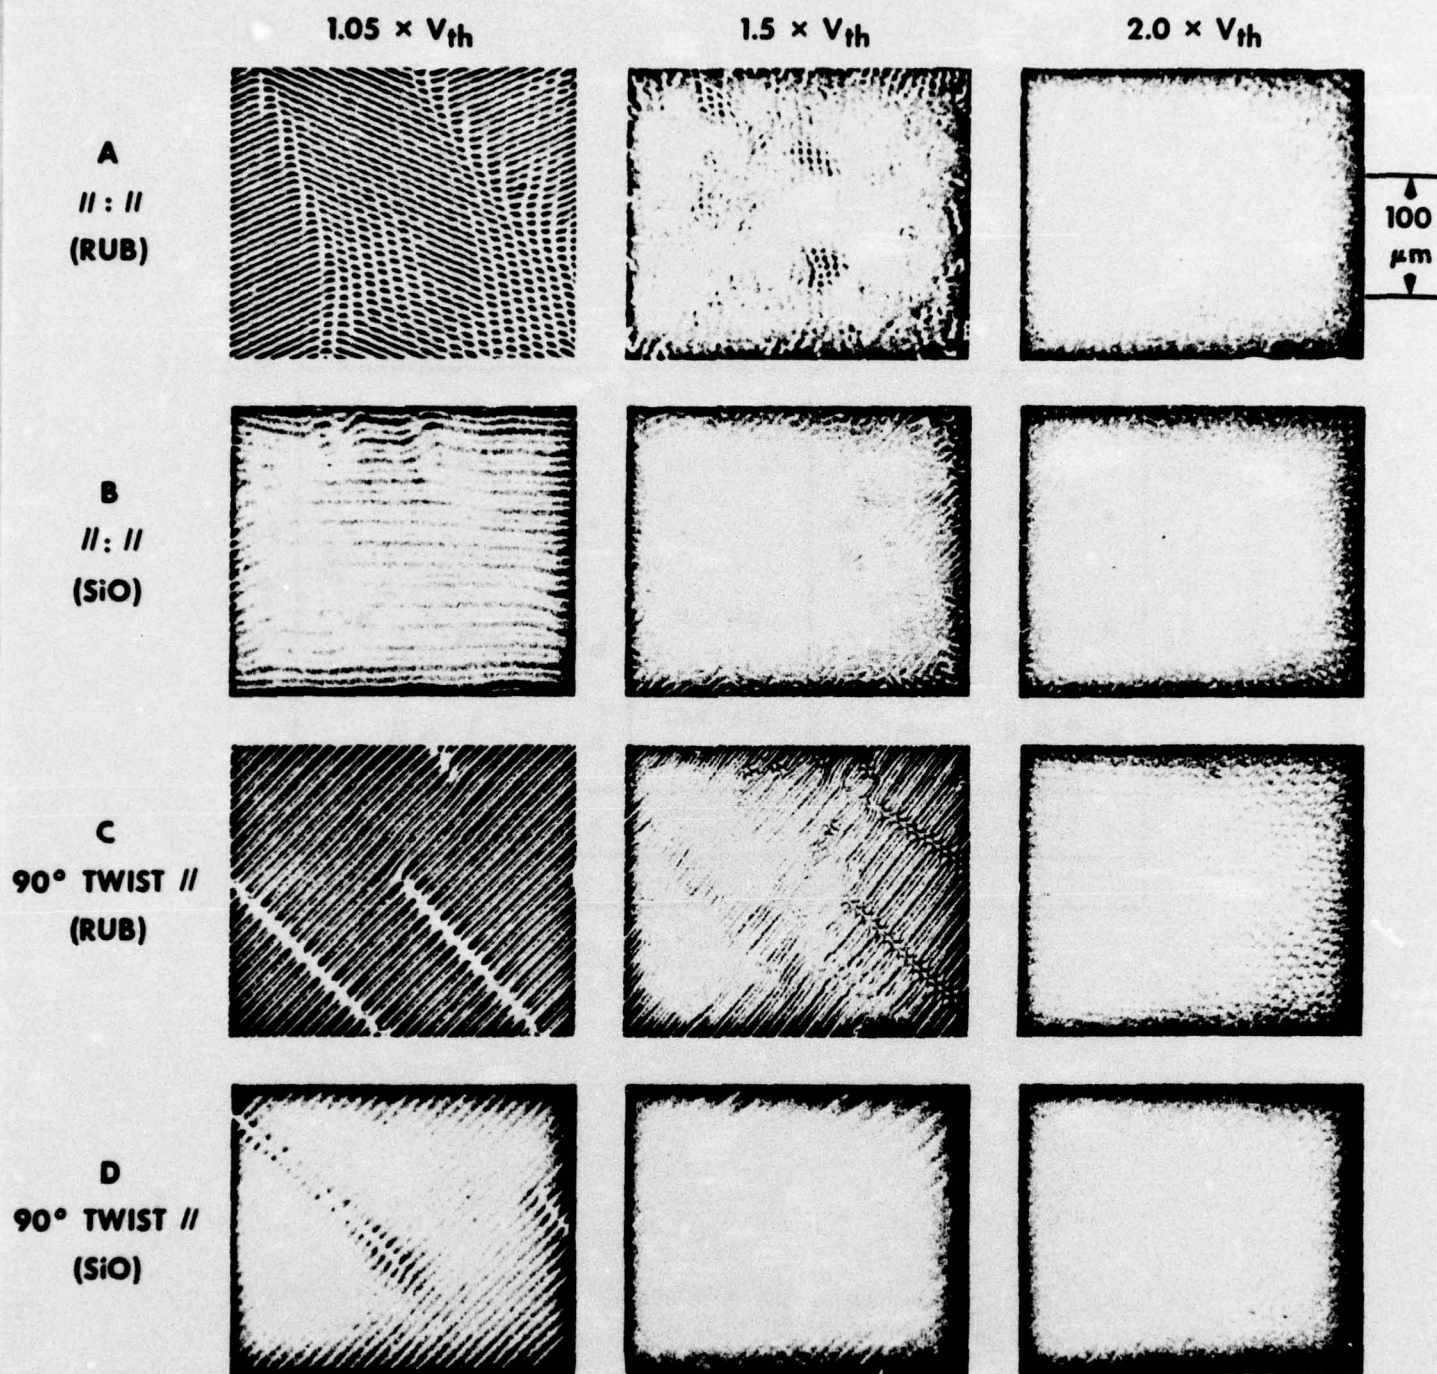 1.05 × Vth
1.5 × Vth
2.0 × Vth
A
//: //
(RUB)
100
μm
B
//: //
(SiO)
C
90° TWIST //
(RUB)
D
90° TWIST //
(SiO)